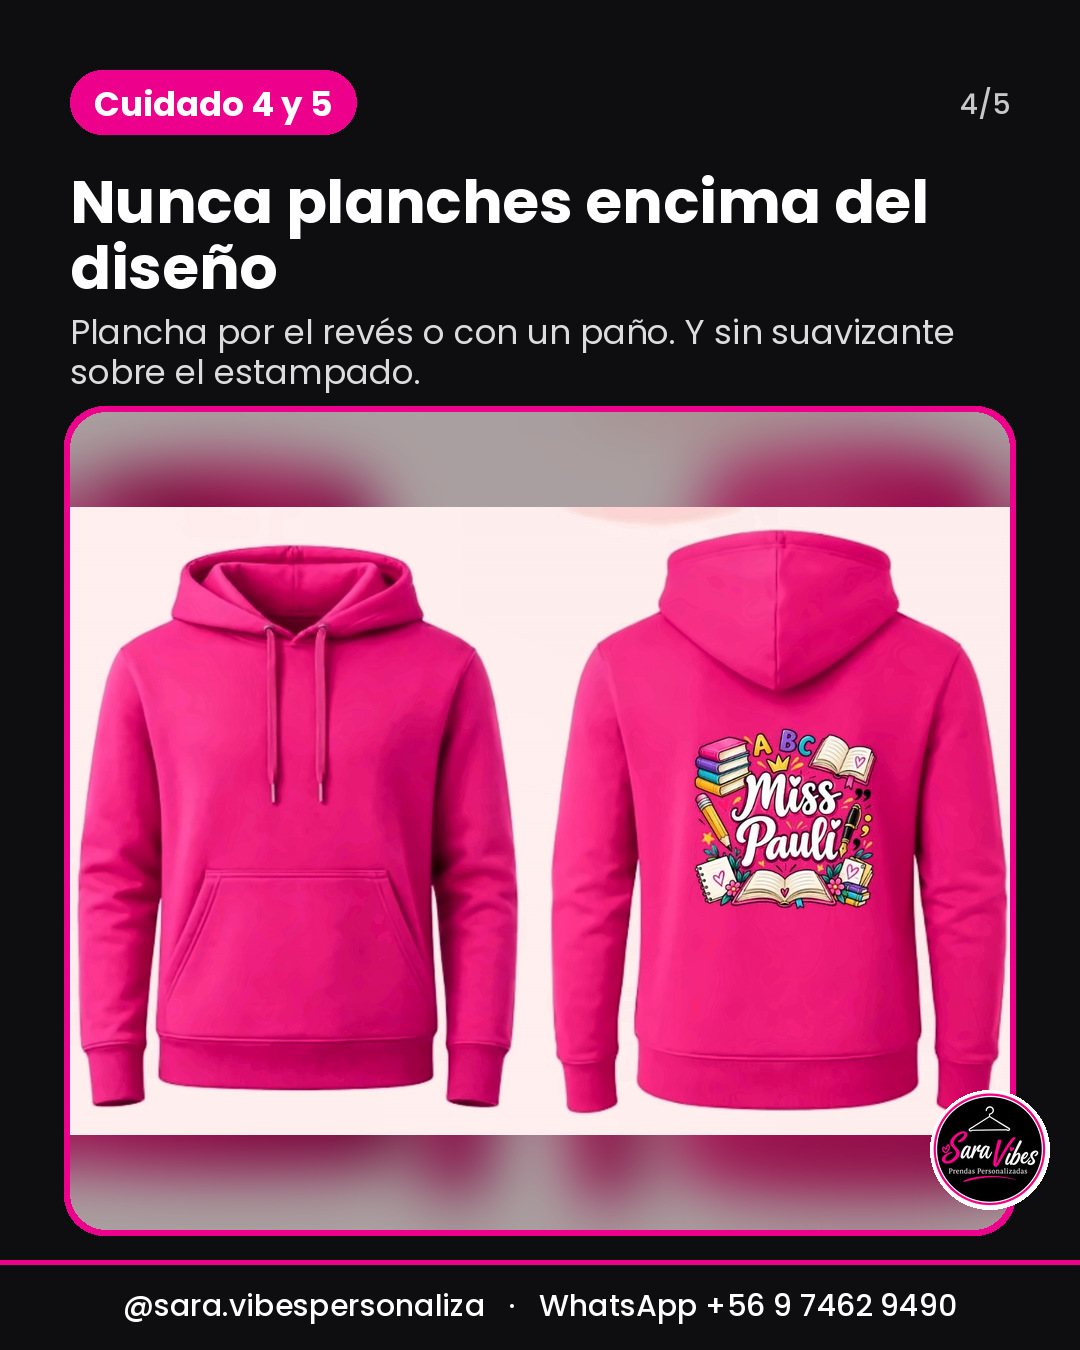 Cuidado 4 y 5
4/5
Nunca planches encima del
diseño
Plancha por el revés o con un paño. Y sin suavizante
sobre el estampado.
A B C
Miss
Pauli
Sara Vibes
Prendas Personalizadas
@sara.vibespersonaliza · WhatsApp +56 9 7462 9490